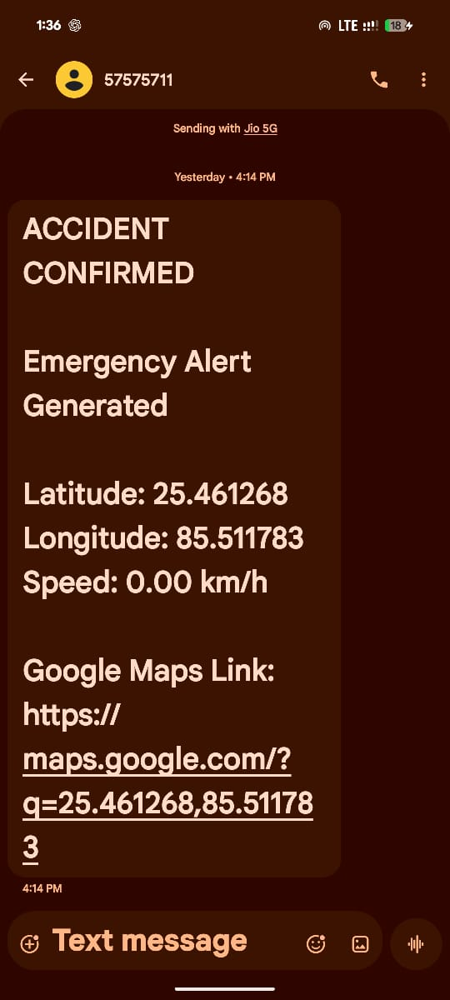 1:36 LTE 18
57575711
Sending with Jio 5G
Yesterday • 4:14 PM
ACCIDENT
CONFIRMED
Emergency Alert
Generated
Latitude: 25.461268
Longitude: 85.511783
Speed: 0.00 km/h
Google Maps Link:
https://
maps.google.com/?
q=25.461268,85.51178
3
4:14 PM
Text message